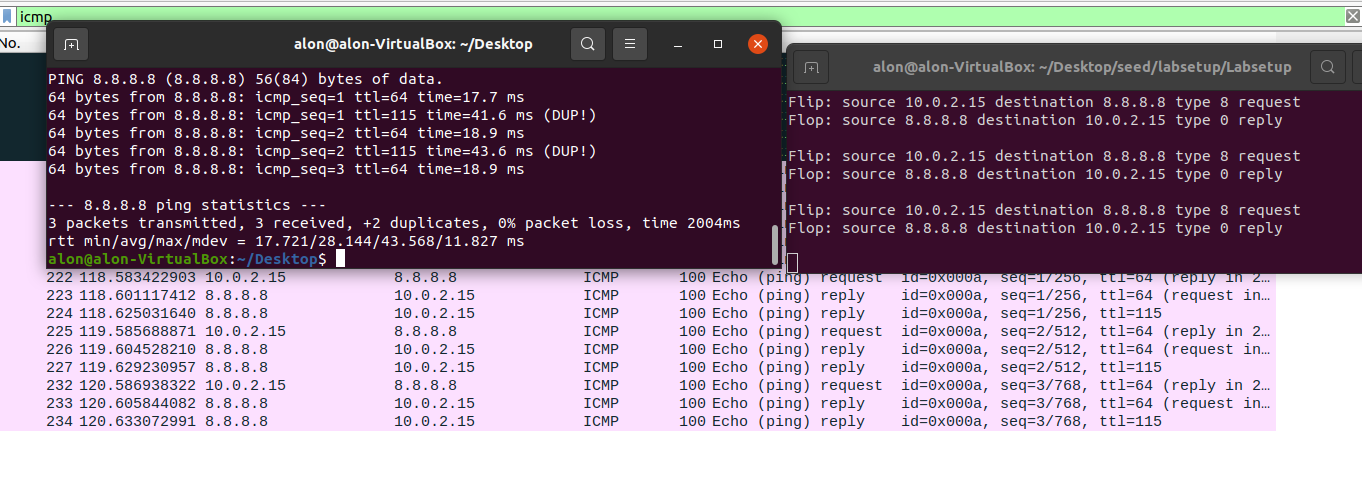 icmp
No.
alon@alon-VirtualBox: ~/Desktop
PING 8.8.8.8 (8.8.8.8) 56(84) bytes of data.
64 bytes from 8.8.8.8: icmp_seq=1 ttl=64 time=17.7 ms
64 bytes from 8.8.8.8: icmp_seq=1 ttl=115 time=41.6 ms (DUP!)
64 bytes from 8.8.8.8: icmp_seq=2 ttl=64 time=18.9 ms
64 bytes from 8.8.8.8: icmp_seq=2 ttl=115 time=43.6 ms (DUP!)
64 bytes from 8.8.8.8: icmp_seq=3 ttl=64 time=18.9 ms
--- 8.8.8.8 ping statistics ---
3 packets transmitted, 3 received, +2 duplicates, 0% packet loss, time 2004ms
rtt min/avg/max/mdev = 17.721/28.144/43.568/11.827 ms
alon@alon-VirtualBox:~/Desktop$
alon@alon-VirtualBox: ~/Desktop/seed/labsetup/Labsetup
Flip: source 10.0.2.15 destination 8.8.8.8 type 8 request
Flop: source 8.8.8.8 destination 10.0.2.15 type 0 reply
Flip: source 10.0.2.15 destination 8.8.8.8 type 8 request
Flop: source 8.8.8.8 destination 10.0.2.15 type 0 reply
Flip: source 10.0.2.15 destination 8.8.8.8 type 8 request
Flop: source 8.8.8.8 destination 10.0.2.15 type 0 reply
222 118.583422903 10.0.2.15 8.8.8.8 ICMP 100 Echo (ping) request id=0x000a, seq=1/256, ttl=64 (reply in 2…
223 118.601117412 8.8.8.8 10.0.2.15 ICMP 100 Echo (ping) reply id=0x000a, seq=1/256, ttl=64 (request in…
224 118.625031640 8.8.8.8 10.0.2.15 ICMP 100 Echo (ping) reply id=0x000a, seq=1/256, ttl=115
225 119.585688871 10.0.2.15 8.8.8.8 ICMP 100 Echo (ping) request id=0x000a, seq=2/512, ttl=64 (reply in 2…
226 119.604528210 8.8.8.8 10.0.2.15 ICMP 100 Echo (ping) reply id=0x000a, seq=2/512, ttl=64 (request in…
227 119.629230957 8.8.8.8 10.0.2.15 ICMP 100 Echo (ping) reply id=0x000a, seq=2/512, ttl=115
232 120.586938322 10.0.2.15 8.8.8.8 ICMP 100 Echo (ping) request id=0x000a, seq=3/768, ttl=64 (reply in 2…
233 120.605844082 8.8.8.8 10.0.2.15 ICMP 100 Echo (ping) reply id=0x000a, seq=3/768, ttl=64 (request in…
234 120.633072991 8.8.8.8 10.0.2.15 ICMP 100 Echo (ping) reply id=0x000a, seq=3/768, ttl=115